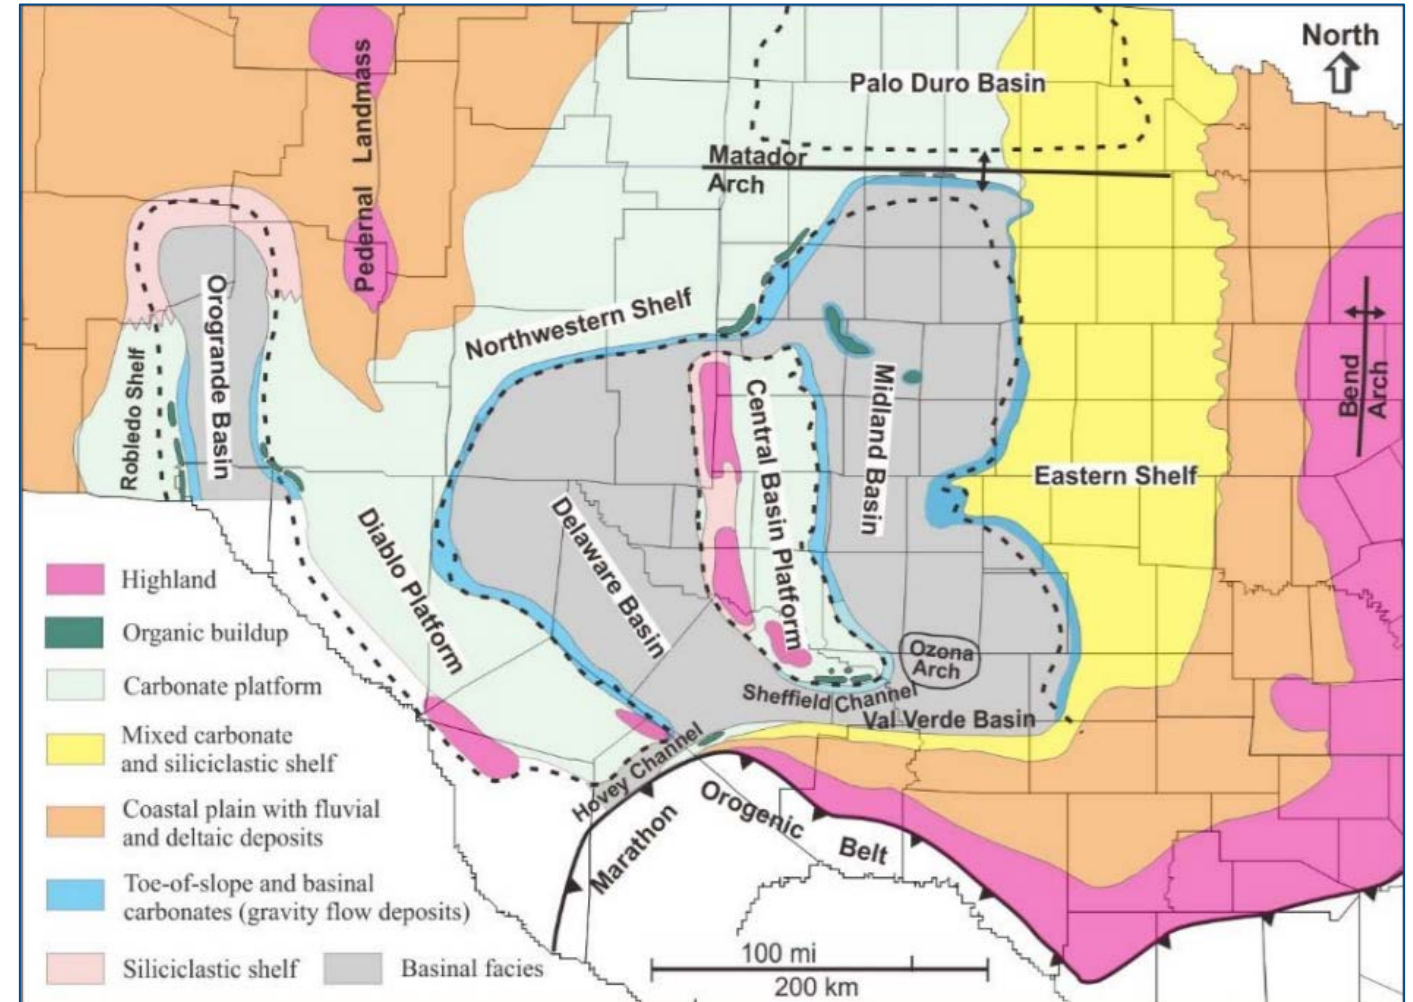 North
Palo Duro Basin
Pedernal Landmass
Matador
Arch
Northwestern Shelf
Orogrande Basin
Robledo Shelf
Bend
Arch
Central Basin Platform
Midland Basin
Eastern Shelf
Delaware Basin
Diablo Platform
Ozona
Arch
Sheffield Channel
Val Verde Basin
Hovey Channel
Marathon
Orogenic
Belt
Highland
Organic buildup
Carbonate platform
Mixed carbonate
and siliciclastic shelf
Coastal plain with fluvial
and deltaic deposits
Toe-of-slope and basinal
carbonates (gravity flow deposits)
Siliciclastic shelf
Basinal facies
100 mi
200 km